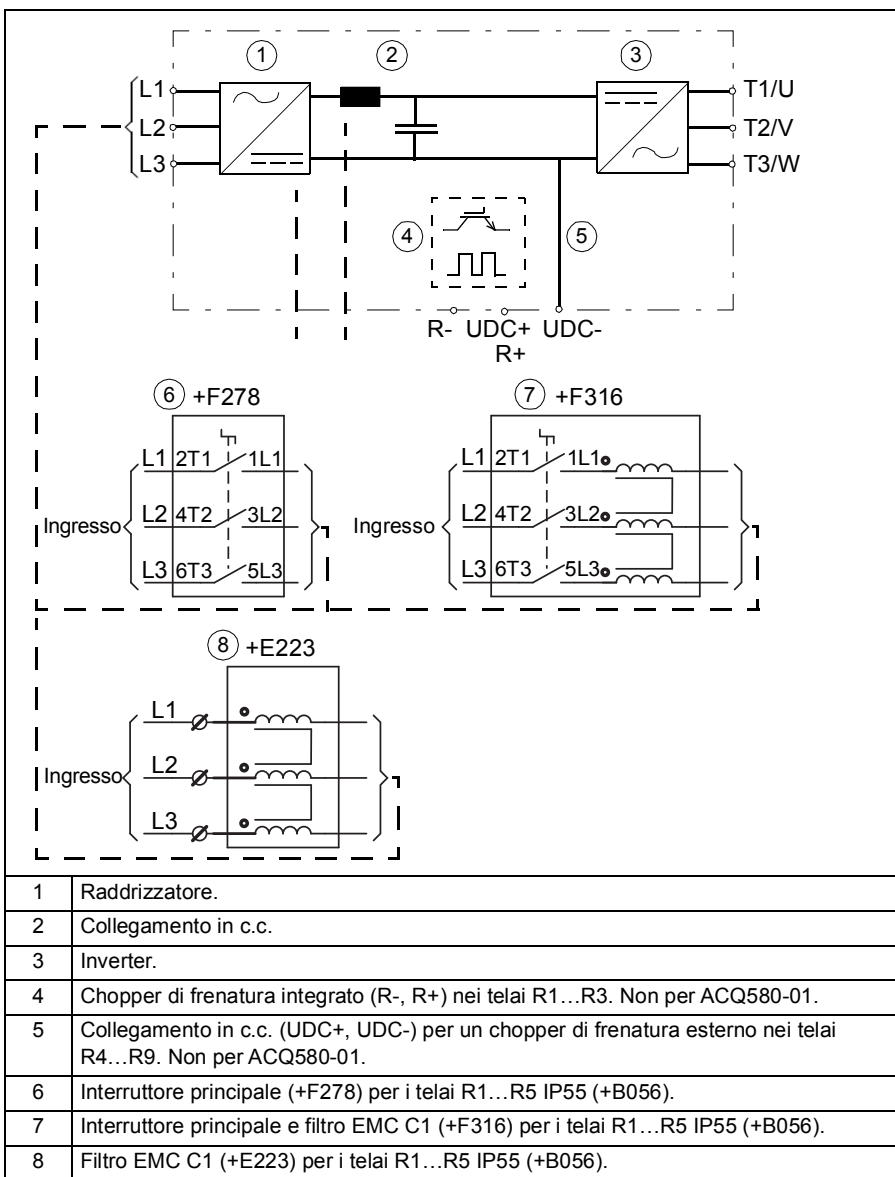 1 2 3
L1 T1/U
L2 T2/V
L3 T3/W
4 5
R- UDC+ UDC-
R+
6 +F278 7 +F316
L1 2T1 1L1 L1 2T1 1L1
Ingresso L2 4T2 3L2 Ingresso L2 4T2 3L2
L3 6T3 5L3 L3 6T3 5L3
8 +E223
L1
Ingresso L2
L3
1 Raddrizzatore.
2 Collegamento in c.c.
3 Inverter.
4 Chopper di frenatura integrato (R-, R+) nei telai R1…R3. Non per ACQ580-01.
5 Collegamento in c.c. (UDC+, UDC-) per un chopper di frenatura esterno nei telai
R4…R9. Non per ACQ580-01.
6 Interruttore principale (+F278) per i telai R1…R5 IP55 (+B056).
7 Interruttore principale e filtro EMC C1 (+F316) per i telai R1…R5 IP55 (+B056).
8 Filtro EMC C1 (+E223) per i telai R1…R5 IP55 (+B056).